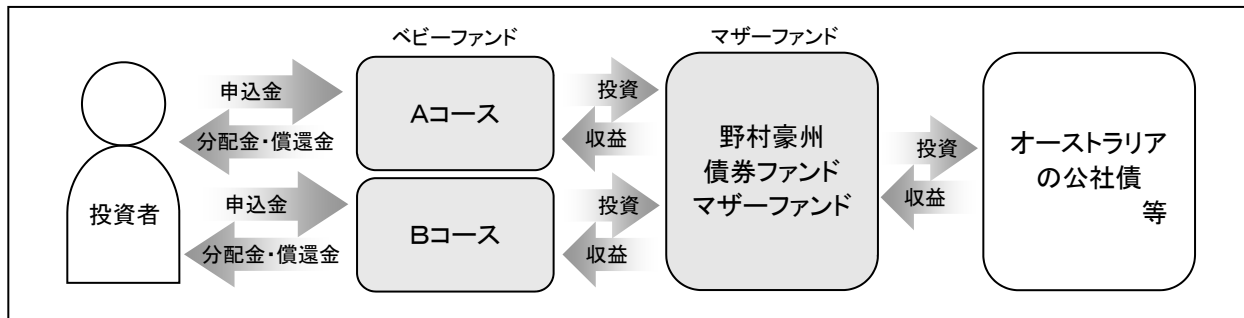 ベビーファンド
マザーファンド
申込金
分配金・償還金
Aコース
投資
収益
投資者
申込金
分配金・償還金
Bコース
投資
収益
野村豪州
債券ファンド
マザーファンド
投資
収益
オーストラリア
の公社債
等